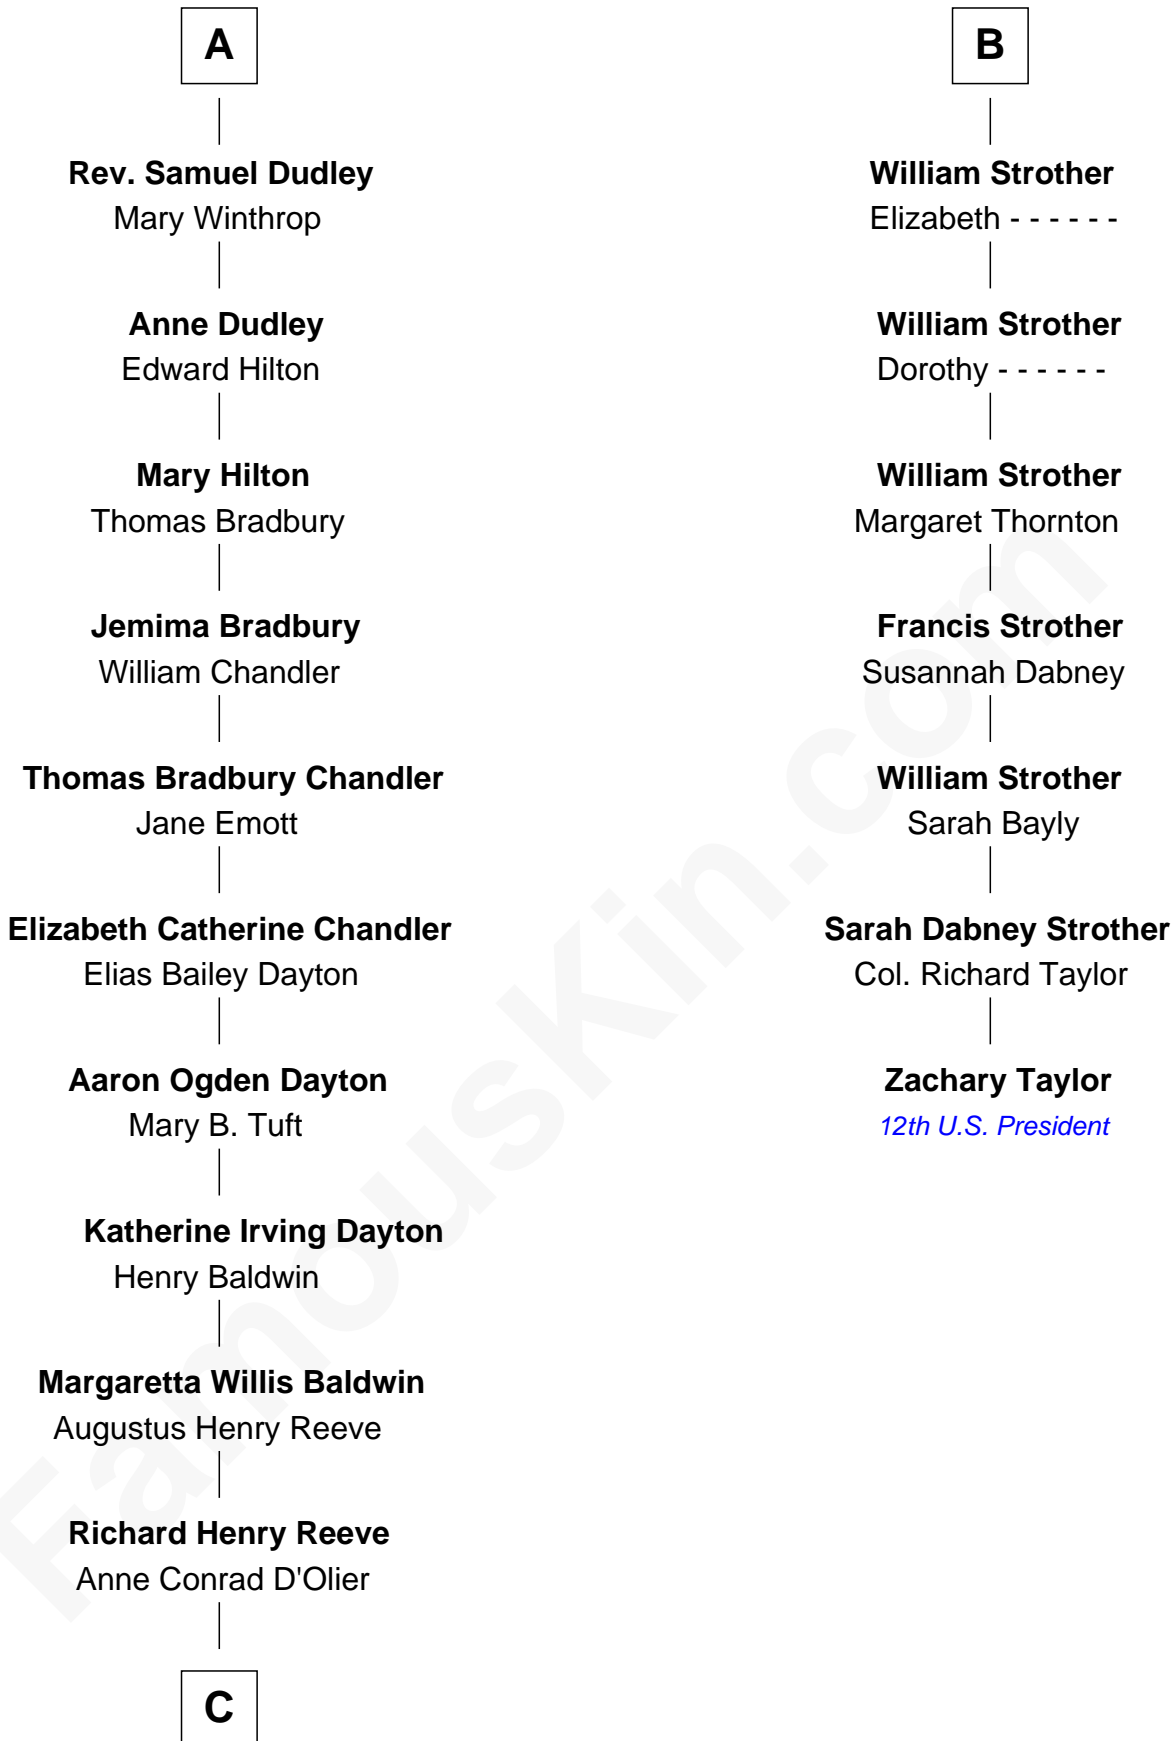 A
Rev. Samuel Dudley
Mary Winthrop
Anne Dudley
Edward Hilton
Mary Hilton
Thomas Bradbury
Jemima Bradbury
William Chandler
Thomas Bradbury Chandler
Jane Emott
Elizabeth Catherine Chandler
Elias Bailey Dayton
Aaron Ogden Dayton
Mary B. Tuft
Katherine Irving Dayton
Henry Baldwin
Margaretta Willis Baldwin
Augustus Henry Reeve
Richard Henry Reeve
Anne Conrad D'Olier
C
B
William Strother
Elizabeth - - - - - -
William Strother
Dorothy - - - - - -
William Strother
Margaret Thornton
Francis Strother
Susannah Dabney
William Strother
Sarah Bayly
Sarah Dabney Strother
Col. Richard Taylor
Zachary Taylor
12th U.S. President
FamousKin.com